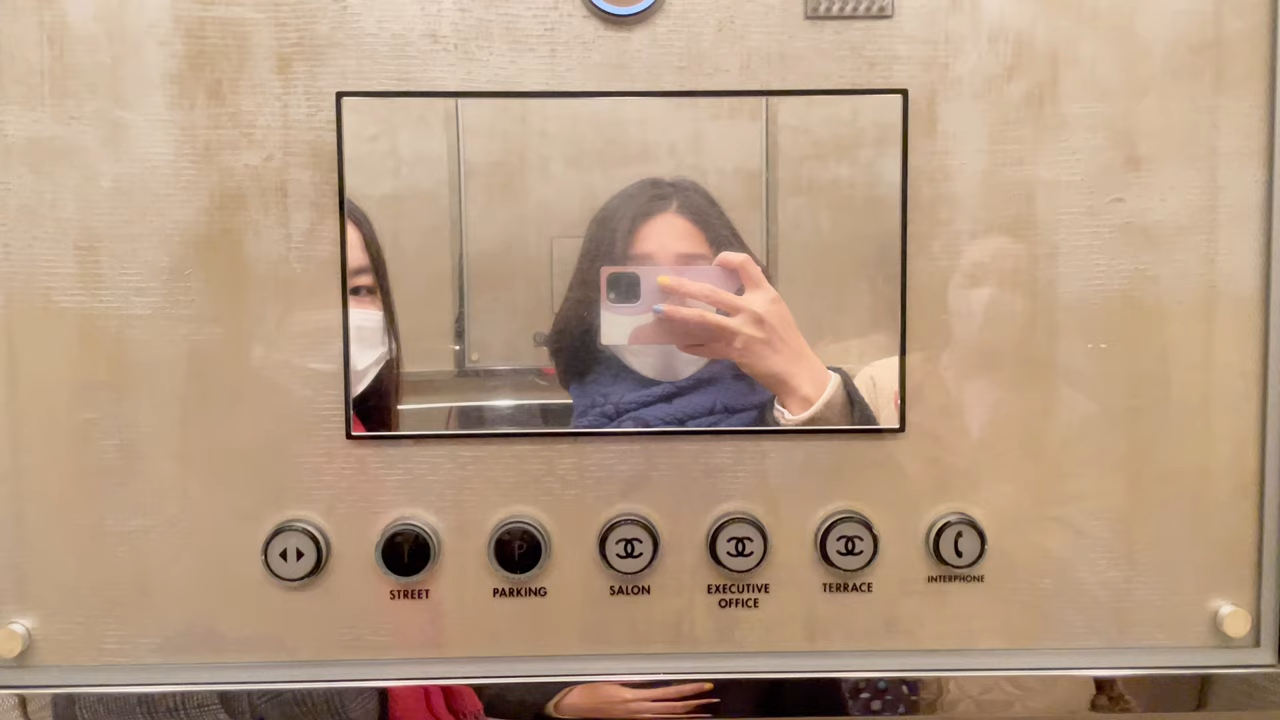 STREET
P
PARKING
SALON
EXECUTIVE
OFFICE
TERRACE
INTERPHONE